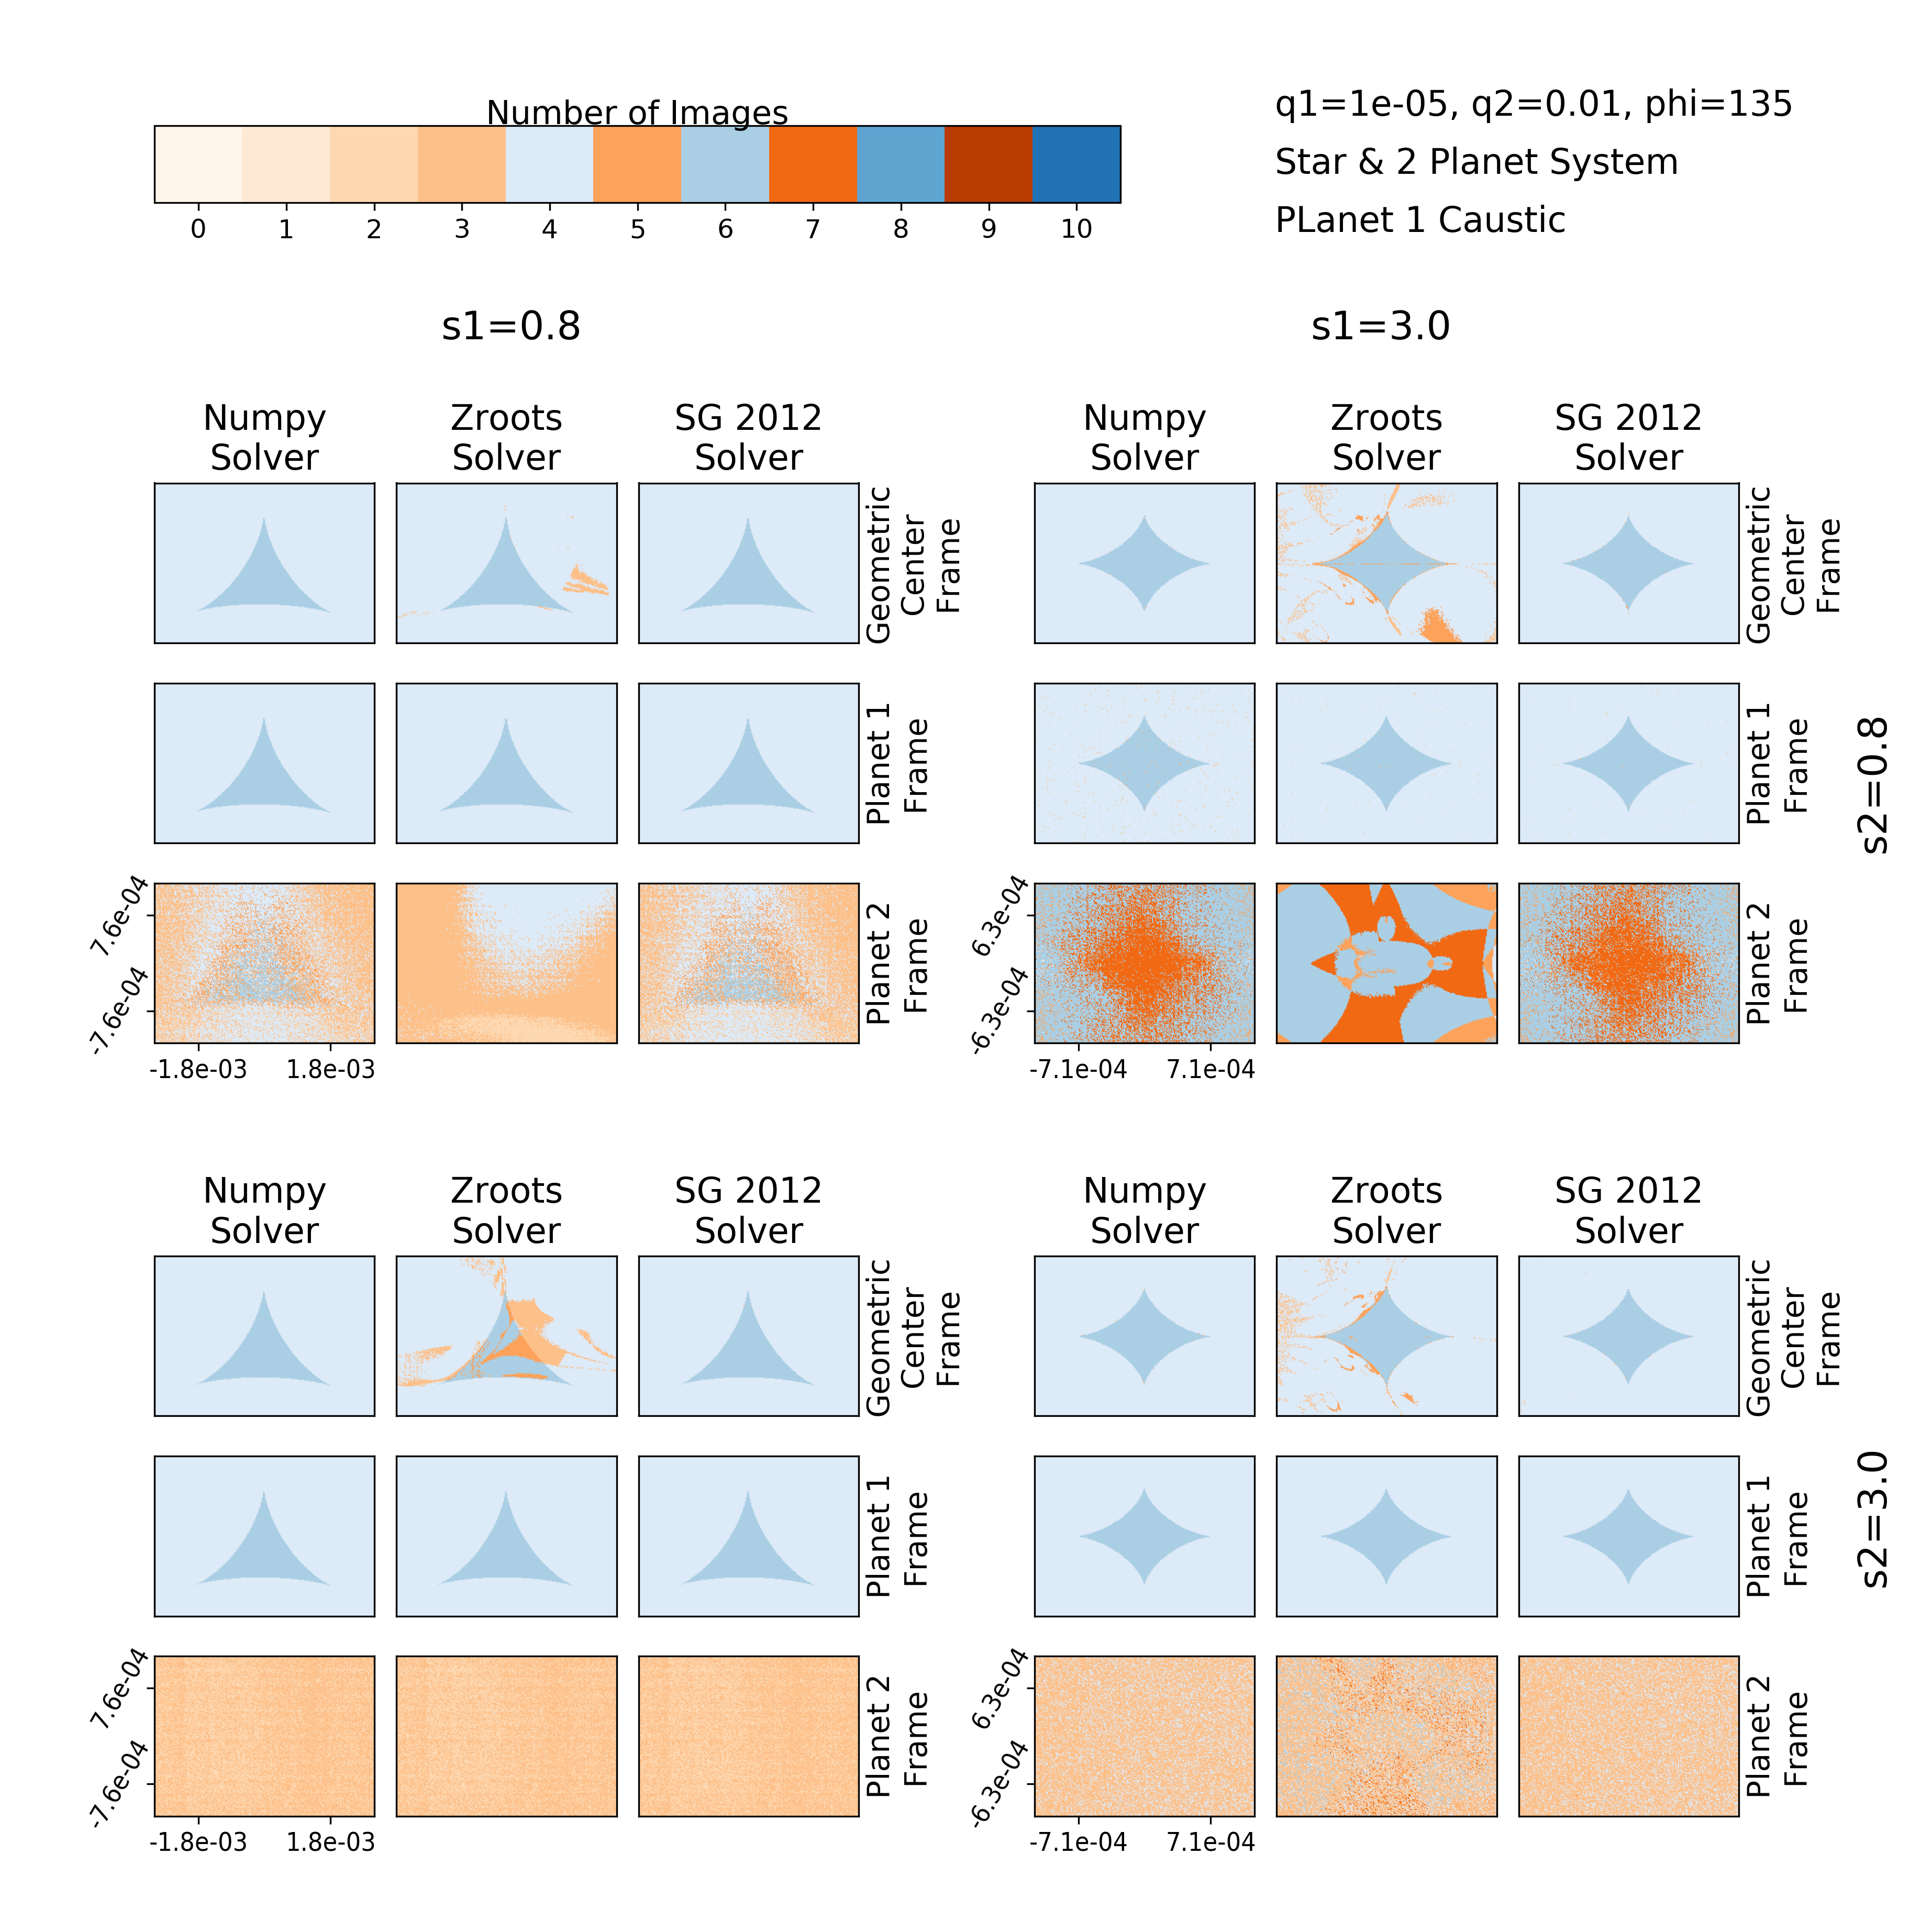 Number of Images
0 1 2 3 4 5 6 7 8 9 10
q1=1e-05, q2=0.01, phi=135
Star & 2 Planet System
PLanet 1 Caustic
s1=0.8
s1=3.0
Numpy
Solver
Zroots
Solver
SG 2012
Solver
Numpy
Solver
Zroots
Solver
SG 2012
Solver
Geometric
Center
Frame
Geometric
Center
Frame
Planet 1
Frame
Planet 1
Frame
s2=0.8
7.6e-04
-7.6e-04
Planet 2
Frame
6.3e-04
-6.3e-04
Planet 2
Frame
-1.8e-03 1.8e-03
-7.1e-04 7.1e-04
Numpy
Solver
Zroots
Solver
SG 2012
Solver
Numpy
Solver
Zroots
Solver
SG 2012
Solver
Geometric
Center
Frame
Geometric
Center
Frame
Planet 1
Frame
Planet 1
Frame
s2=3.0
7.6e-04
-7.6e-04
Planet 2
Frame
6.3e-04
-6.3e-04
Planet 2
Frame
-1.8e-03 1.8e-03
-7.1e-04 7.1e-04